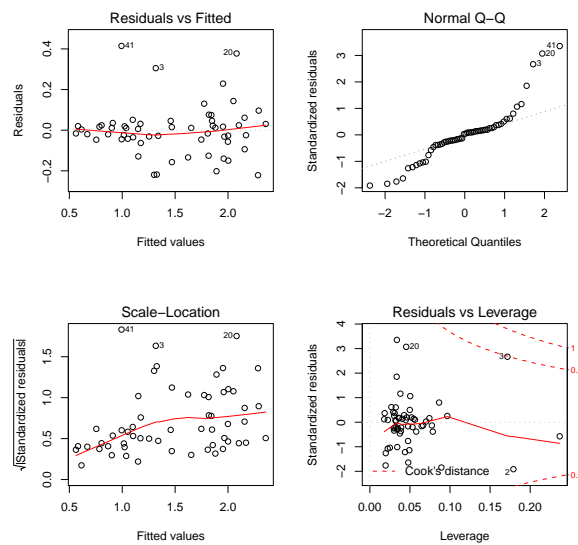 Residuals vs Fitted
Residuals
0.4
0.2
0.0
−0.2
41
20
3
0.5 1.0 1.5 2.0
Fitted values
Normal Q−Q
Standardized residuals
3
2
1
0
−1
−2
41
20
3
−2 −1 0 1 2
Theoretical Quantiles
Scale−Location
√|Standardized residuals|
1.5
1.0
0.5
0.0
41
20
3
0.5 1.0 1.5 2.0
Fitted values
Residuals vs Leverage
Standardized residuals
4
3
2
1
0
−1
−2
20
3
2
Cook's distance
0.00 0.05 0.10 0.15 0.20
Leverage